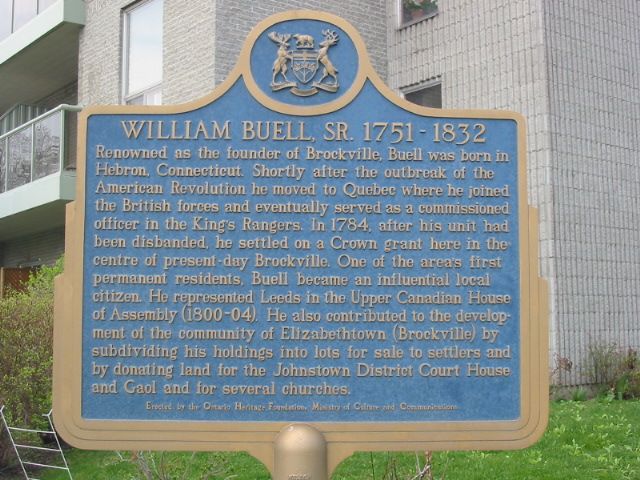 WILLIAM BUELL, SR. 1751 - 1832
Renowned as the founder of Brockville, Buell was born in
Hebron, Connecticut. Shortly after the outbreak of the
American Revolution he moved to Quebec where he joined
the British forces and eventually served as a commissioned
officer in the King's Rangers. In 1784, after his unit had
been disbanded, he settled on a Crown grant here in the
centre of present-day Brockville. One of the area's first
permanent residents, Buell became an influential local
citizen. He represented Leeds in the Upper Canadian House
of Assembly (1800-04). He also contributed to the develop-
ment of the community of Elizabethtown (Brockville) by
subdividing his holdings into lots for sale to settlers and
by donating land for the Johnstown District Court House
and Gaol and for several churches.
Erected by the Ontario Heritage Foundation, Ministry of Culture and Communications